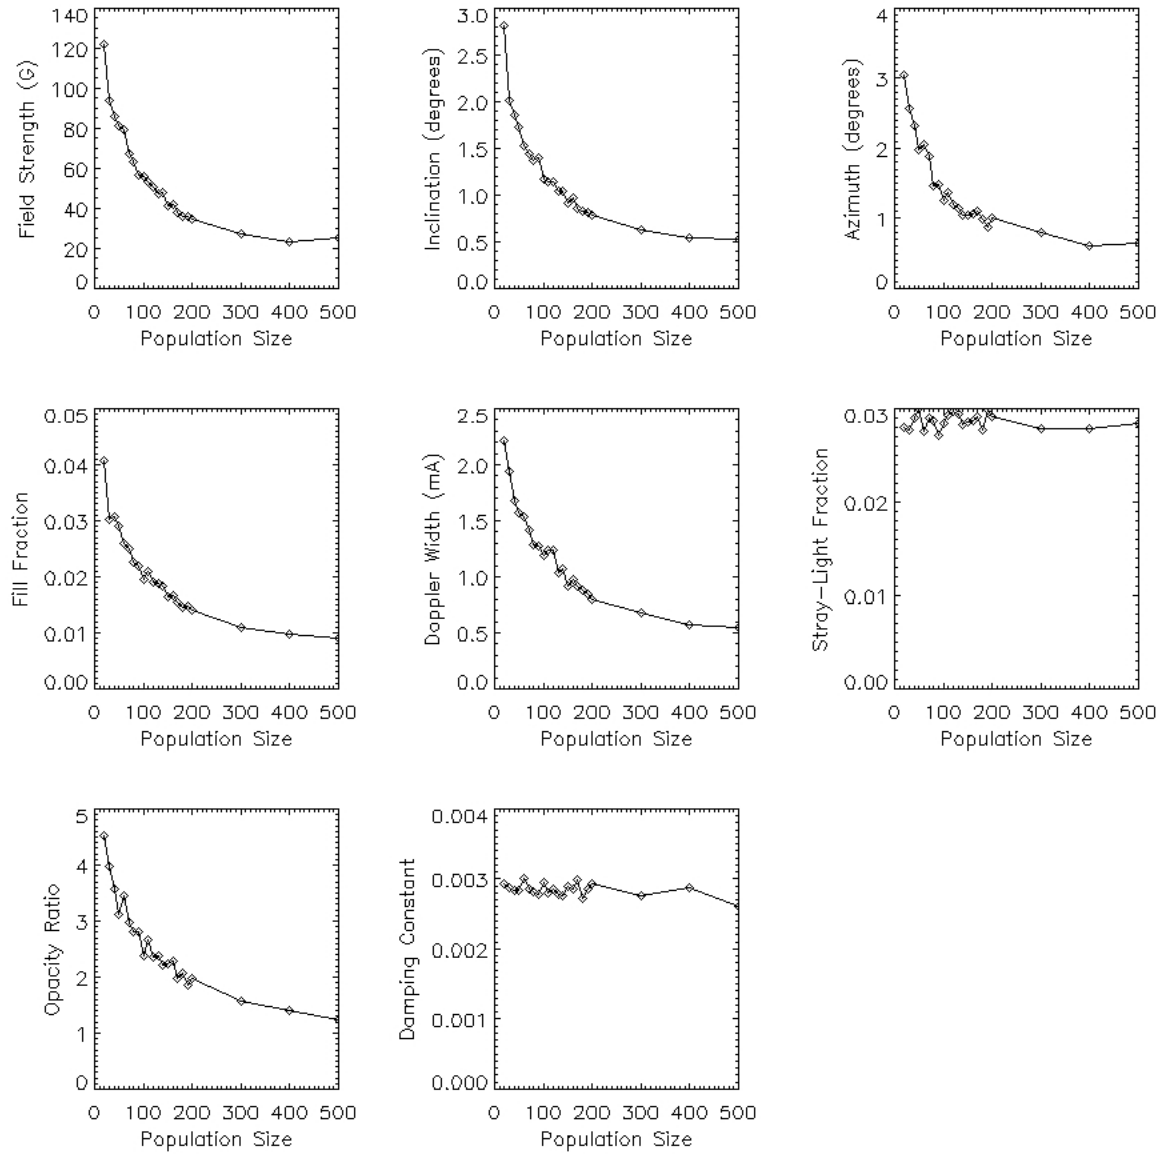 140
120
100
80
60
40
20
0
Field Strength (G)
0 100 200 300 400 500
Population Size
3.0
2.5
2.0
1.5
1.0
0.5
0.0
Inclination (degrees)
0 100 200 300 400 500
Population Size
4
3
2
1
0
Azimuth (degrees)
0 100 200 300 400 500
Population Size
0.05
0.04
0.03
0.02
0.01
0.00
Fill Fraction
0 100 200 300 400 500
Population Size
2.5
2.0
1.5
1.0
0.5
0.0
Doppler Width (mA)
0 100 200 300 400 500
Population Size
0.03
0.02
0.01
0.00
Stray-Light Fraction
0 100 200 300 400 500
Population Size
5
4
3
2
1
0
Opacity Ratio
0 100 200 300 400 500
Population Size
0.004
0.003
0.002
0.001
0.000
Damping Constant
0 100 200 300 400 500
Population Size